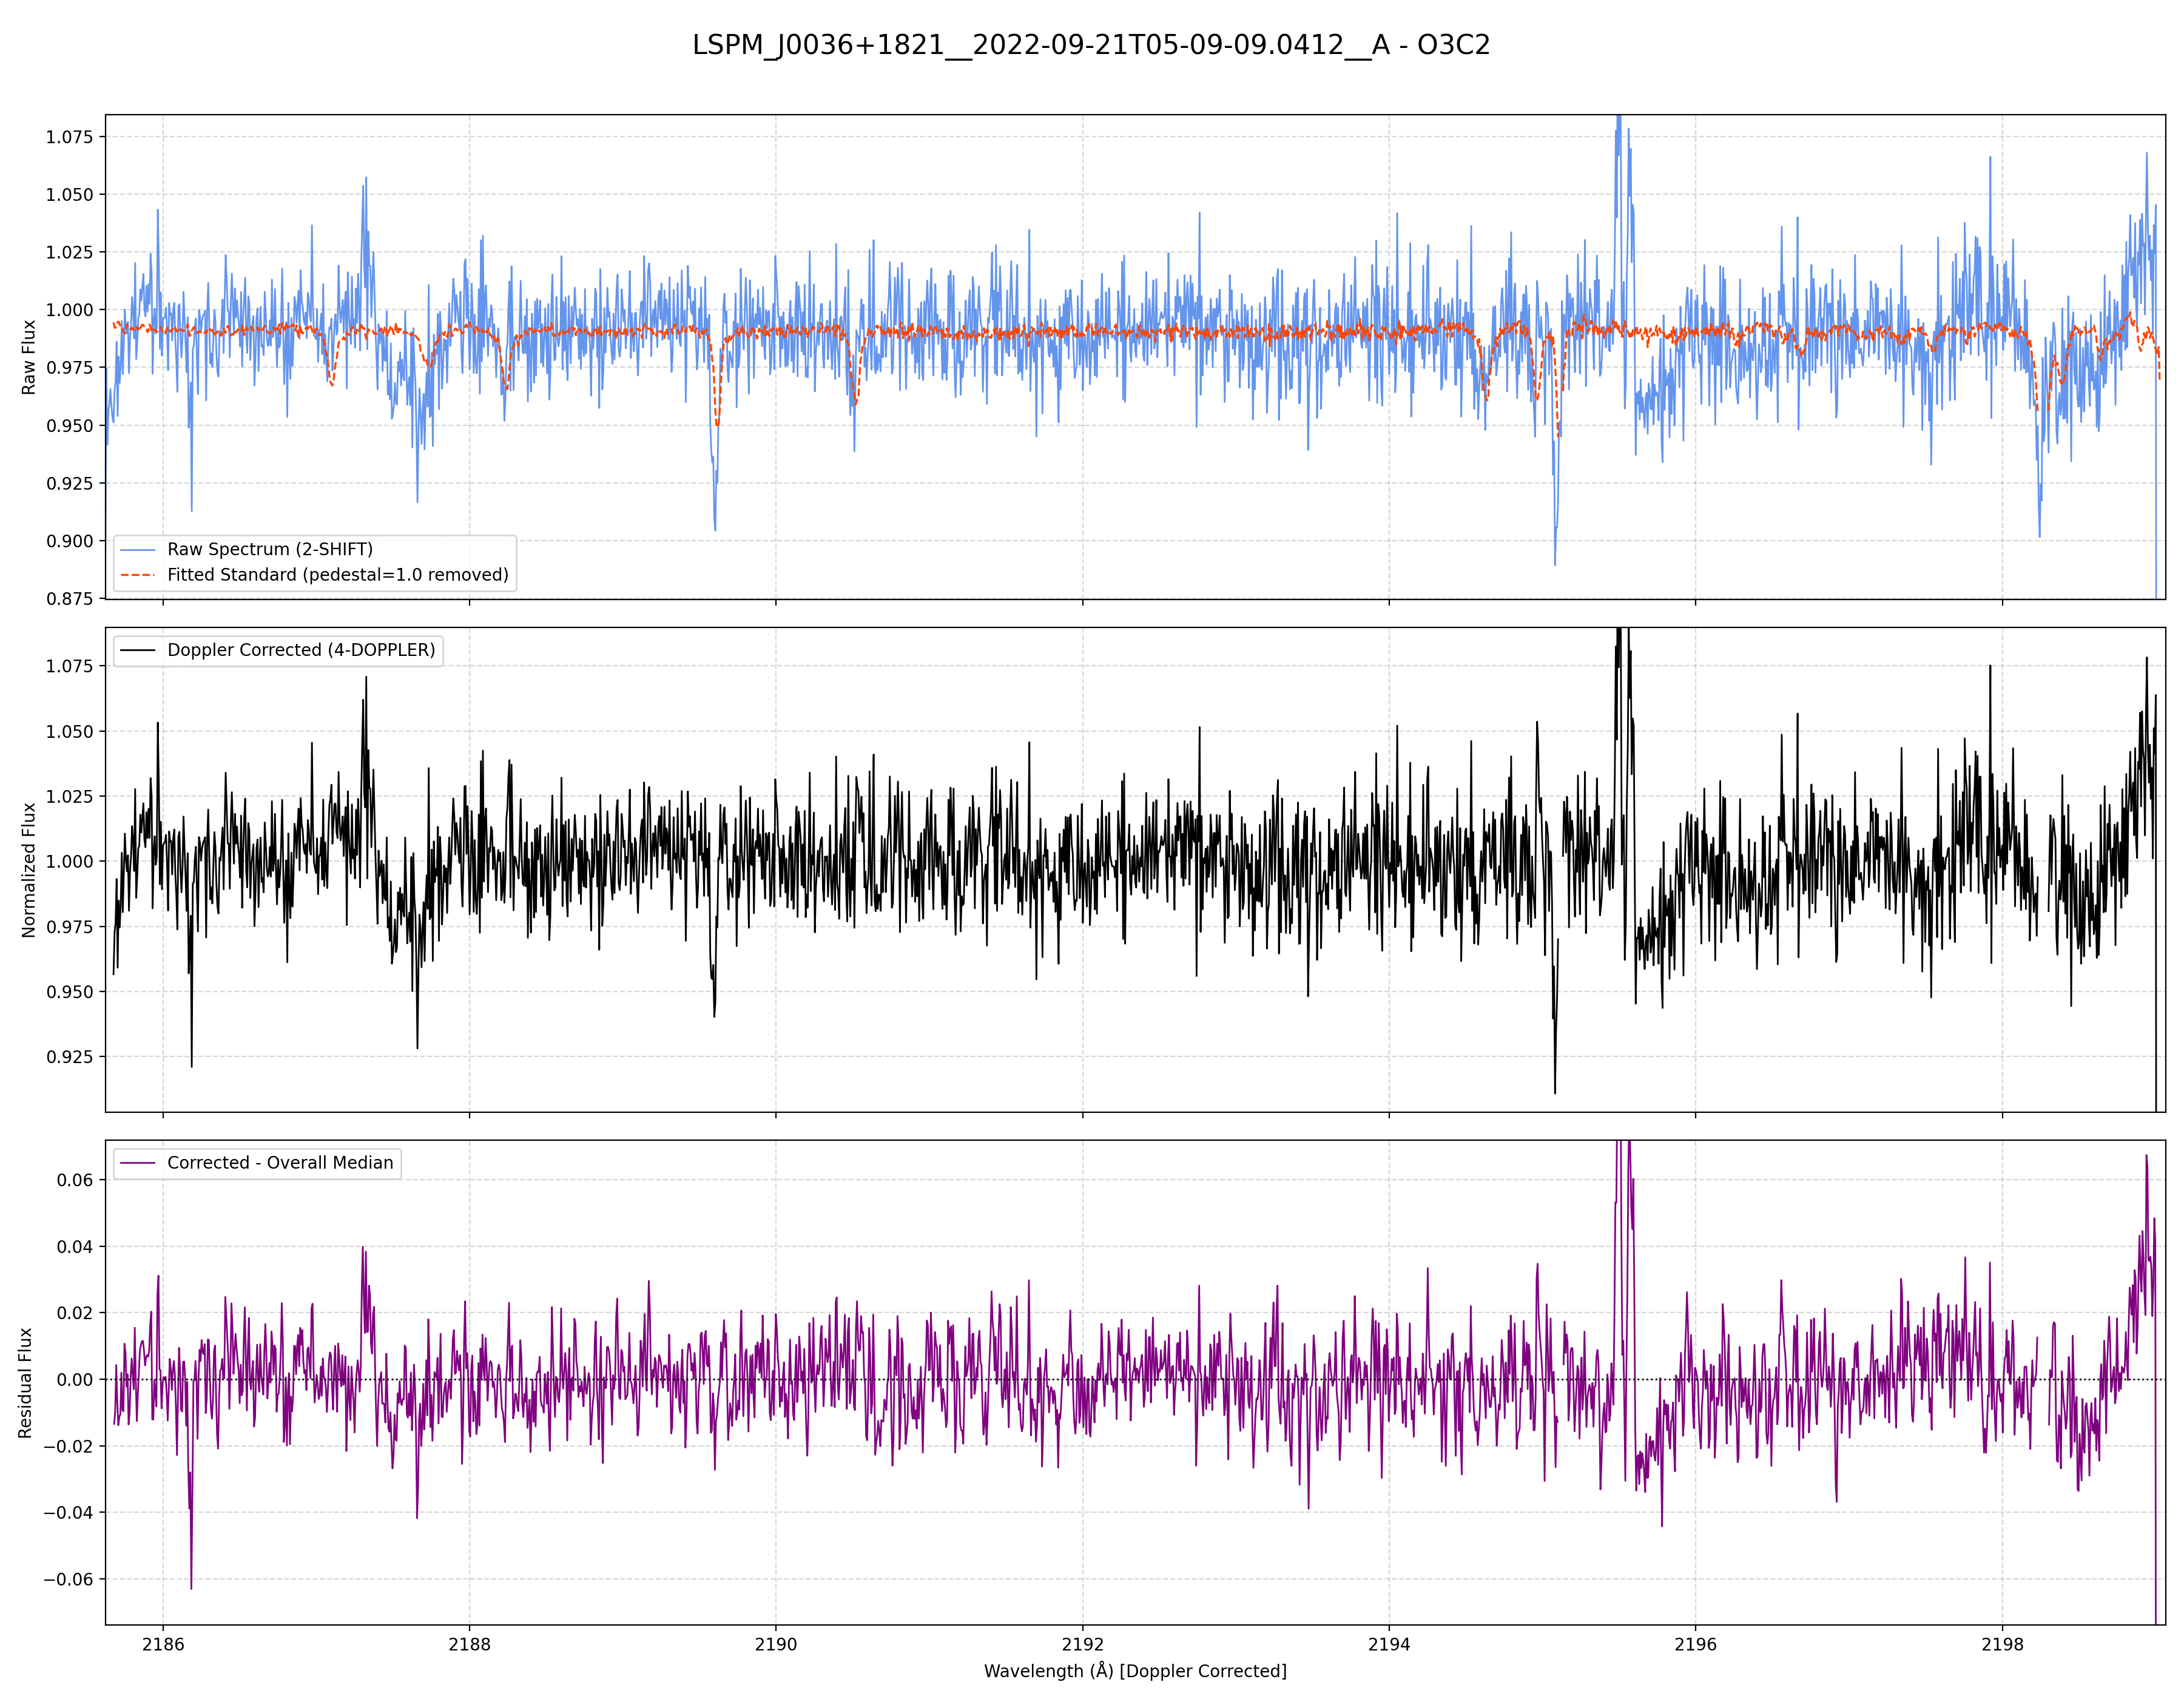 LSPM_J0036+1821__2022-09-21T05-09-09.0412__A - O3C2
1.075
1.050
1.025
1.000
0.975
0.950
0.925
0.900
0.875
Raw Flux
Raw Spectrum (2-SHIFT)
Fitted Standard (pedestal=1.0 removed)
1.075
1.050
1.025
1.000
0.975
0.950
0.925
Normalized Flux
Doppler Corrected (4-DOPPLER)
0.06
0.04
0.02
0.00
−0.02
−0.04
−0.06
Residual Flux
Corrected - Overall Median
2186 2188 2190 2192 2194 2196 2198
Wavelength (Å) [Doppler Corrected]